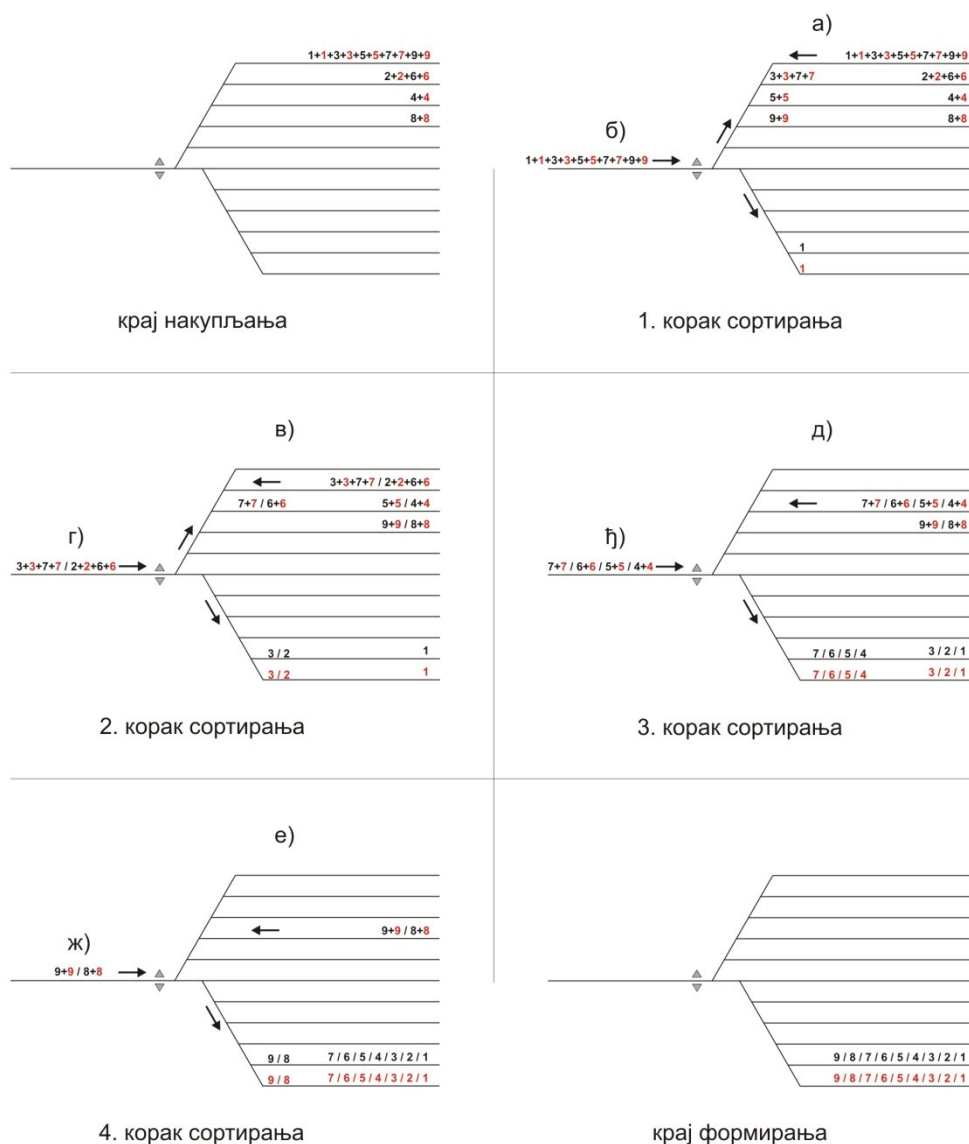 1+1+3+3+5+5+7+7+9+9
2+2+6+6
4+4
8+8
крај накупљања
а)
1+1+3+3+5+5+7+7+9+9
3+3+7+7 2+2+6+6
5+5 4+4
9+9 8+8
б)
1+1+3+3+5+5+7+7+9+9
1
1
1. корак сортирања
в)
3+3+7+7 / 2+2+6+6
7+7 / 6+6 5+5 / 4+4
9+9 / 8+8
г)
3+3+7+7 / 2+2+6+6
3 / 2 1
3 / 2 1
2. корак сортирања
д)
7+7 / 6+6 / 5+5 / 4+4
9+9 / 8+8
ђ)
7+7 / 6+6 / 5+5 / 4+4
7 / 6 / 5 / 4 3 / 2 / 1
7 / 6 / 5 / 4 3 / 2 / 1
3. корак сортирања
е)
9+9 / 8+8
ж)
9+9 / 8+8
9 / 8 7 / 6 / 5 / 4 / 3 / 2 / 1
9 / 8 7 / 6 / 5 / 4 / 3 / 2 / 1
4. корак сортирања
9 / 8 / 7 / 6 / 5 / 4 / 3 / 2 / 1
9 / 8 / 7 / 6 / 5 / 4 / 3 / 2 / 1
крај формирања